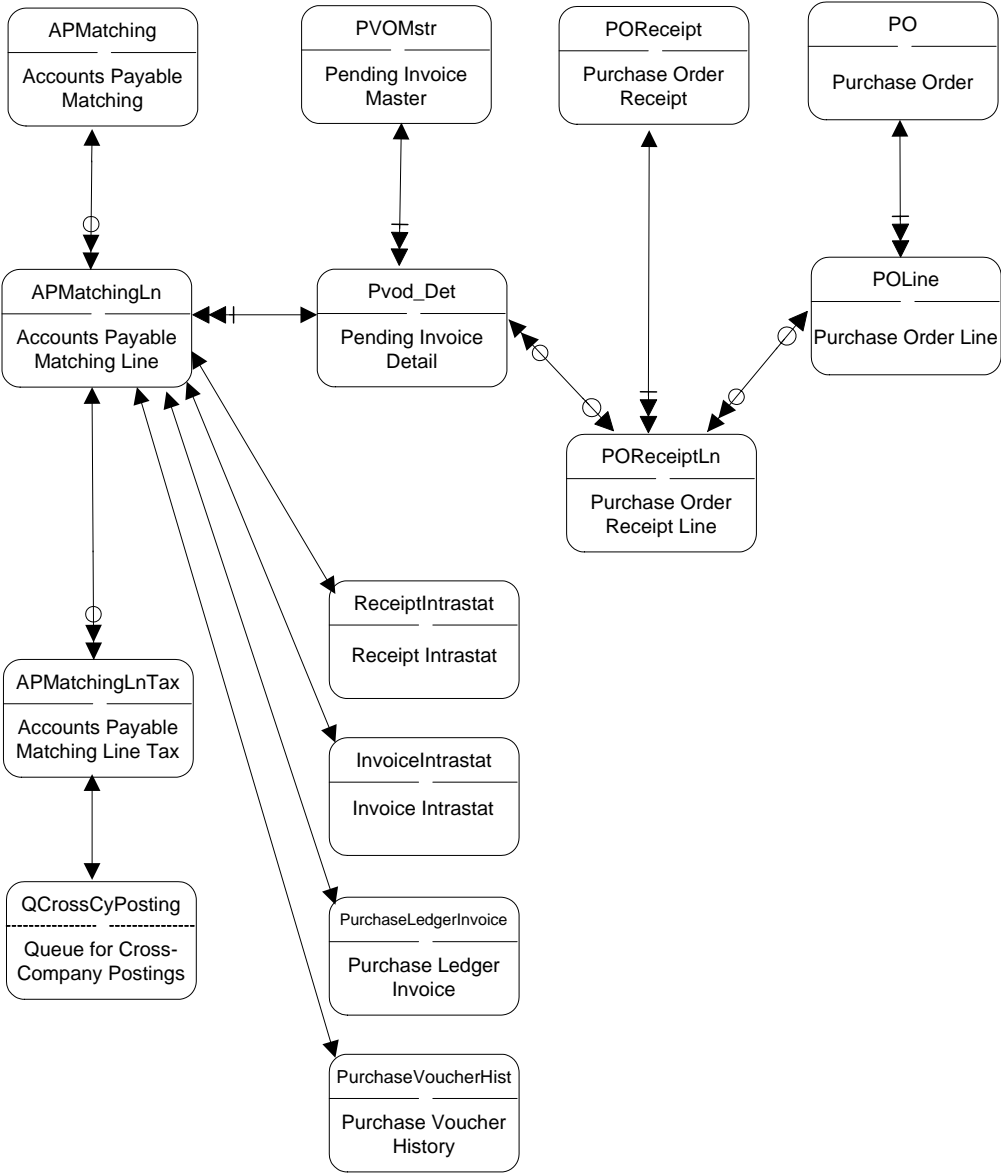 APMatching
Accounts Payable
Matching
PVOMstr
Pending Invoice
Master
POReceipt
Purchase Order
Receipt
PO
Purchase Order
APMatchingLn
Accounts Payable
Matching Line
Pvod_Det
Pending Invoice
Detail
POLine
Purchase Order Line
POReceiptLn
Purchase Order
Receipt Line
ReceiptIntrastat
Receipt Intrastat
APMatchingLnTax
Accounts Payable
Matching Line Tax
InvoiceIntrastat
Invoice Intrastat
QCrossCyPosting
Queue for Cross-
Company Postings
PurchaseLedgerInvoice
Purchase Ledger
Invoice
PurchaseVoucherHist
Purchase Voucher
History